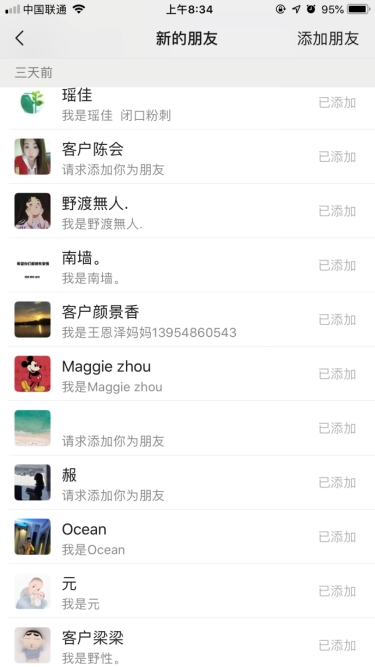 中国联通
上午8:34
95%
新的朋友
添加朋友
三天前
瑶佳
我是瑶佳 闭口粉刺
已添加
客户陈会
请求添加你为朋友
已添加
野渡無人.
我是野渡無人.
已添加
南墙。
我是南墙。
已添加
客户颜景香
我是王恩泽妈妈13954860543
已添加
Maggie zhou
我是Maggie zhou
已添加
请求添加你为朋友
已添加
赧
请求添加你为朋友
已添加
Ocean
我是Ocean
已添加
元
我是元
已添加
客户梁梁
我是野性。
已添加